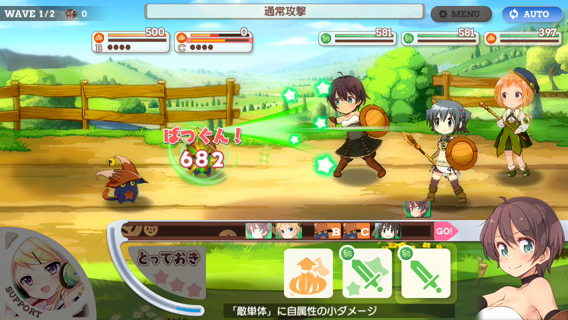 通常攻撃
WAVE 1/2 0
MENU
AUTO
B 500
C 0
581
581
397
ばつぐん!
682
B C GO!
とっておき
SUPPORT
「敵単体」に自属性の小ダメージ